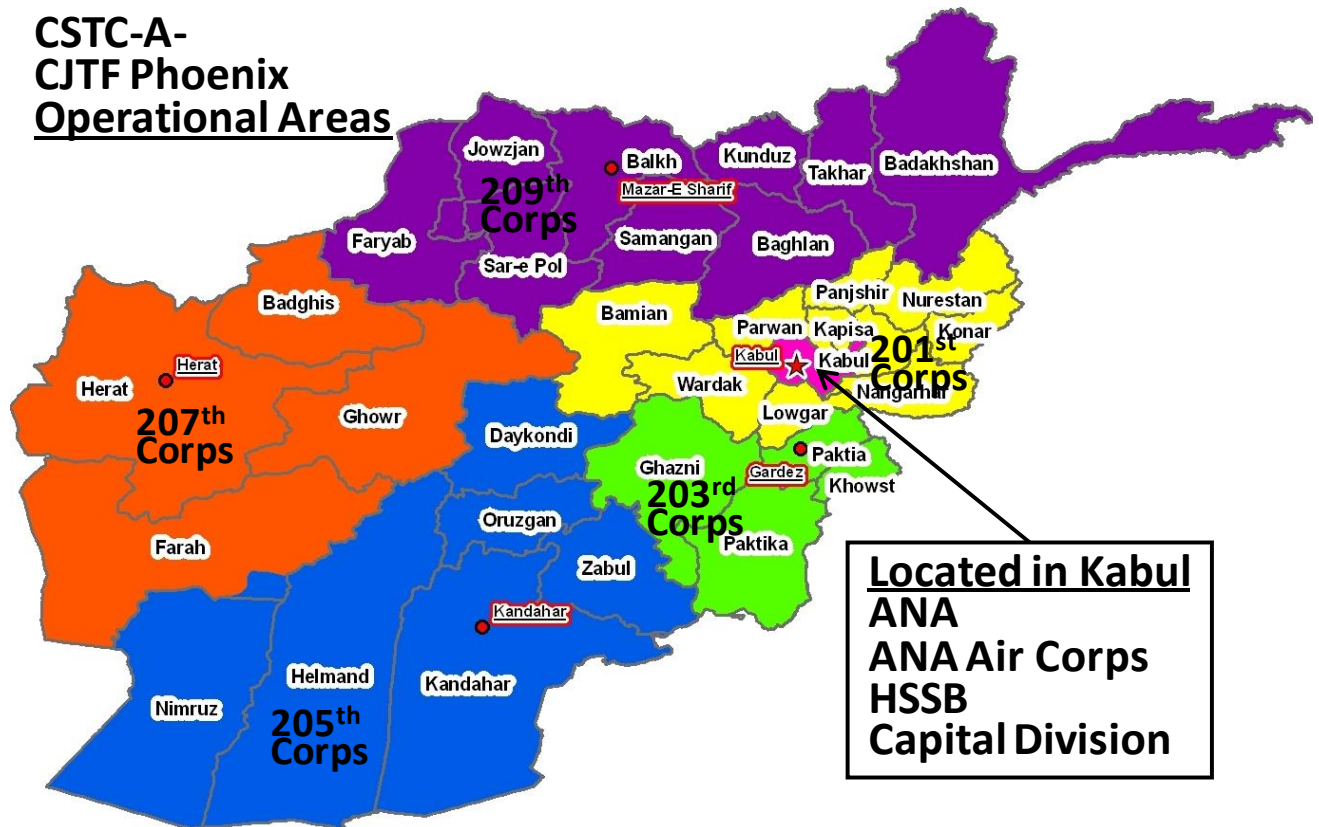 CSTC-A-
CJTF Phoenix
Operational Areas
Jowzjan
Balkh
Kunduz
Takhar
Badakhshan
Mazar-E Sharif
209th
Corps
Faryab
Samangan
Baghlan
Sar-e Pol
Badghis
Bamian
Panjshir
Nurestan
Parwan
Kapisa
Konar
Kabul
Kabul
201st
Corps
Herat
Herat
Wardak
Nangarhar
Ghowr
Lowgar
207th
Corps
Daykondi
Paktia
Ghazni
Gardez
Khowst
203rd
Corps
Oruzgan
Farah
Paktika
Zabul
Kandahar
Helmand
Kandahar
Nimruz
205th
Corps
Located in Kabul
ANA
ANA Air Corps
HSSB
Capital Division